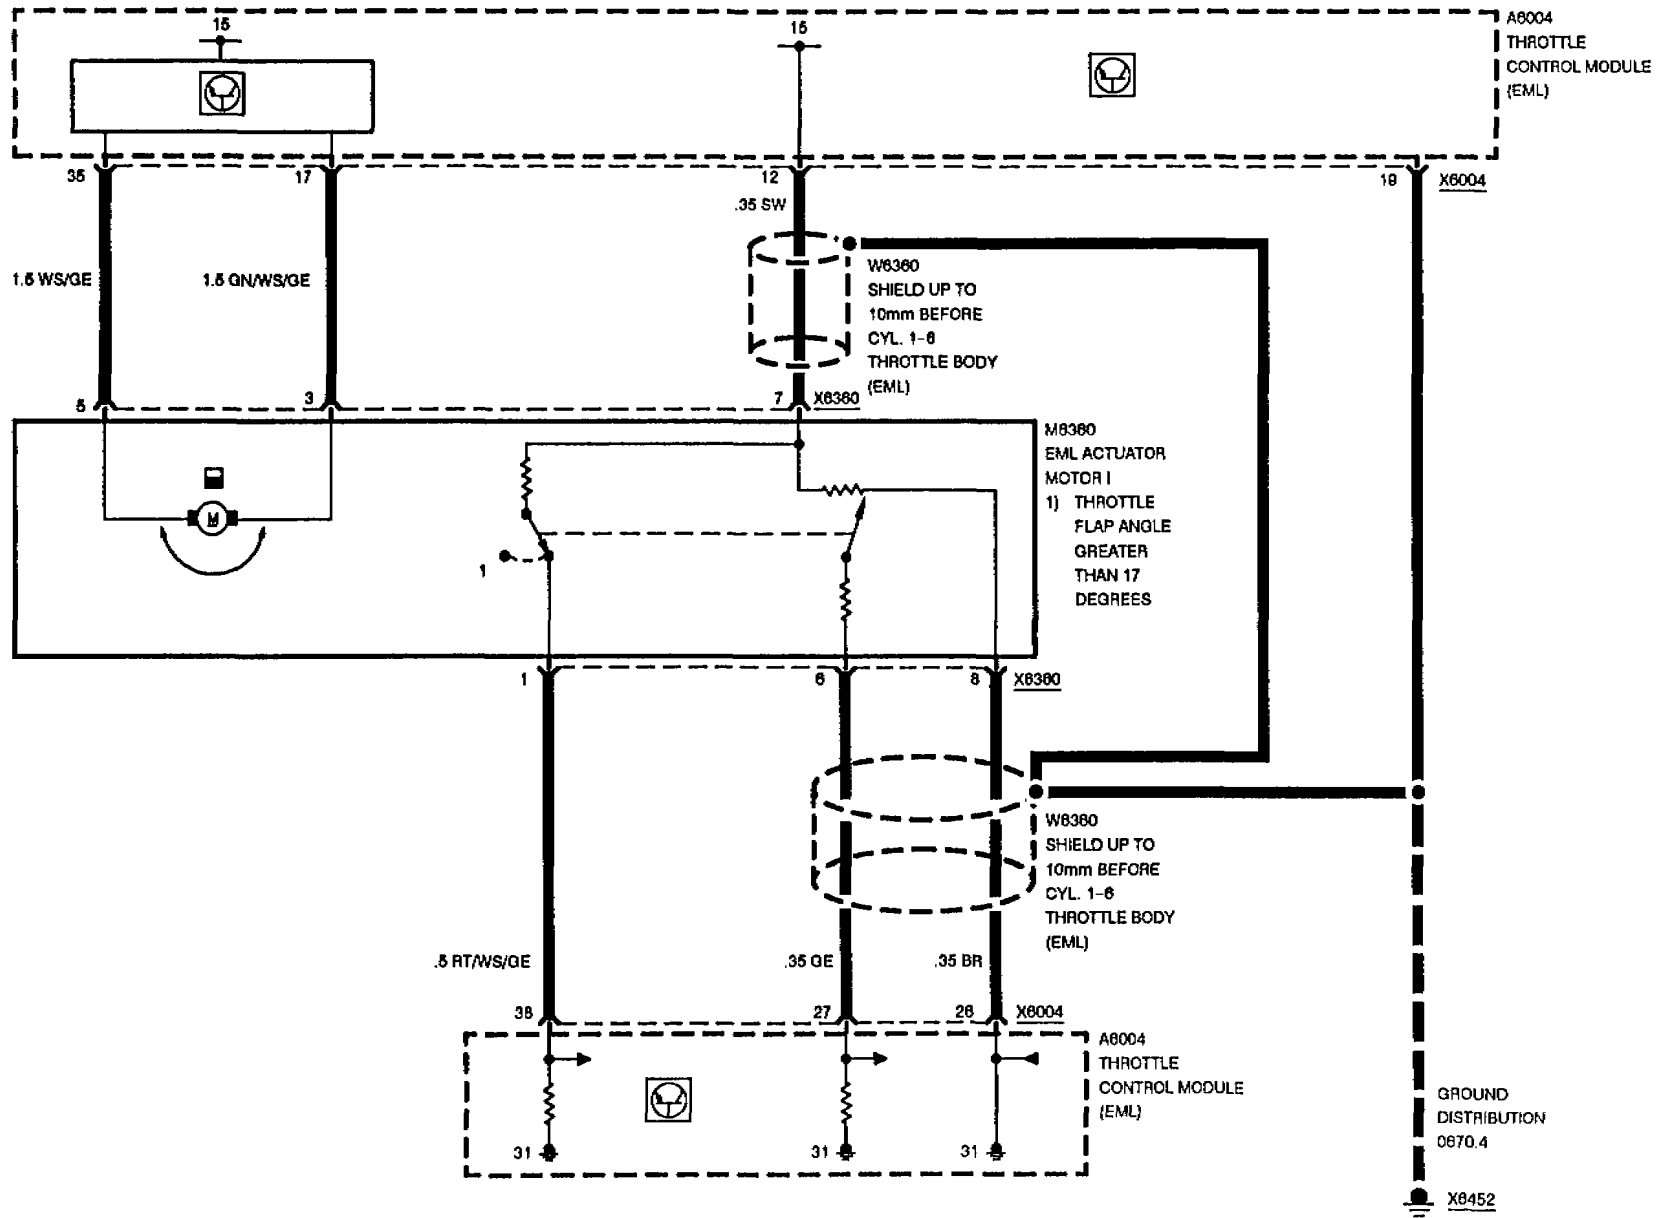 15
15
A6004
THROTTLE
CONTROL MODULE
(EML)
35
17
12
19
X6004
.35 SW
1.5 WS/GE
1.5 GN/WS/GE
W6360
SHIELD UP TO
10mm BEFORE
CYL. 1-6
THROTTLE BODY
(EML)
5
3
7
X6360
M6360
EML ACTUATOR
MOTOR I
1) THROTTLE
FLAP ANGLE
GREATER
THAN 17
DEGREES
M
1
1
6
8
X6360
W6360
SHIELD UP TO
10mm BEFORE
CYL. 1-6
THROTTLE BODY
(EML)
.5 RT/WS/GE
.35 GE
.35 BR
38
27
26
X6004
A6004
THROTTLE
CONTROL MODULE
(EML)
31
31
31
GROUND
DISTRIBUTION
0670.4
X6452